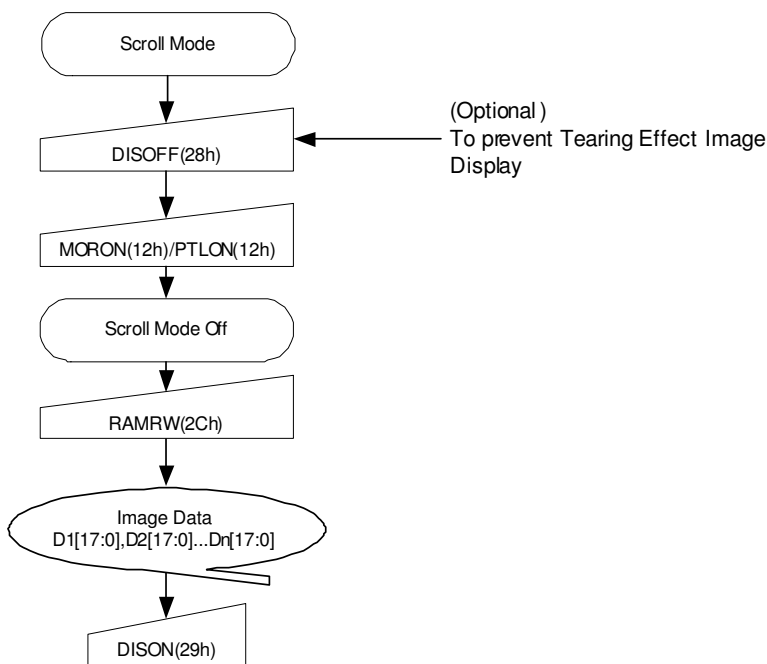 Scroll Mode
(Optional)
To prevent Tearing Effect Image
Display
DISOFF(28h)
MORON(12h)/PTLON(12h)
Scroll Mode Off
RAMRW(2Ch)
Image Data
D1[17:0],D2[17:0]...Dn[17:0]
DISON(29h)